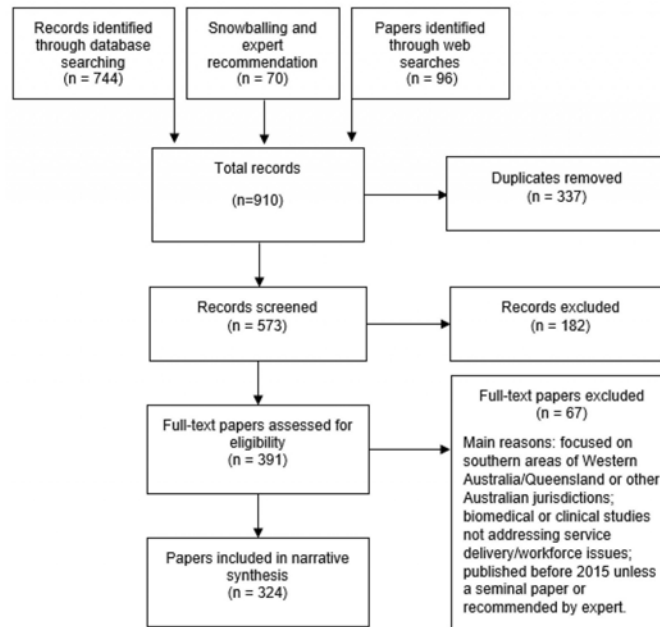 Records identified
through database
searching
(n = 744)
Snowballing and
expert
recommendation
(n = 70)
Papers identified
through web
searches
(n = 96)
Total records
(n=910)
Duplicates removed
(n = 337)
Records screened
(n = 573)
Records excluded
(n = 182)
Full-text papers assessed for
eligibility
(n = 391)
Full-text papers excluded
(n = 67)
Main reasons: focused on
southern areas of Western
Australia/Queensland or other
Australian jurisdictions;
biomedical or clinical studies
not addressing service
delivery/workforce issues;
published before 2015 unless
a seminal paper or
recommended by expert.
Papers included in narrative
synthesis
(n = 324)